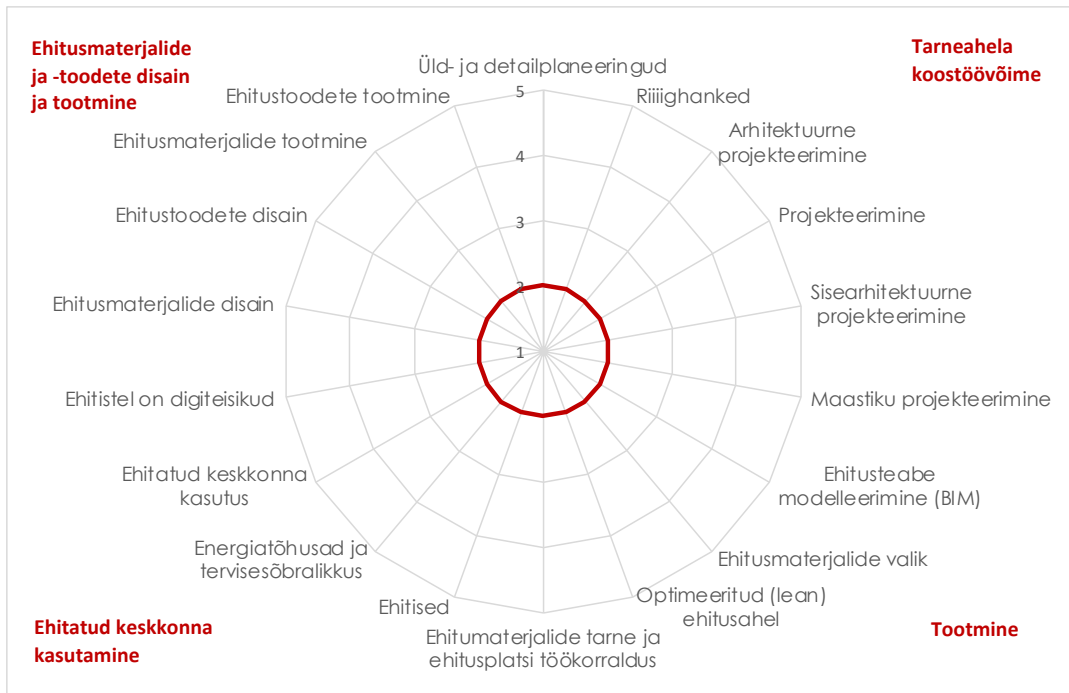 Ehitusmaterjalide
ja -toodete disain
ja tootmine
Tarneahela
koostöövõime
Üld- ja detailplaneeringud
Riiiighanked
Arhitektuurne
projekteerimine
Projekteerimine
Sisearhitektuurne
projekteerimine
Maastiku projekteerimine
Ehitusteabe
modelleerimine (BIM)
Ehitusmaterjalide valik
Optimeeritud (lean)
ehitusahel
Ehitumaterjalide tarne ja
ehitusplatsi töökorraldus
Ehitised
Energiatõhusad ja
tervisesõbralikkus
Ehitatud keskkonna
kasutus
Ehitistel on digiteisikud
Ehitusmaterjalide disain
Ehitustoodete disain
Ehitusmaterjalide tootmine
Ehitustoodete tootmine
5
4
3
2
1
Ehitatud keskkonna
kasutamine
Tootmine